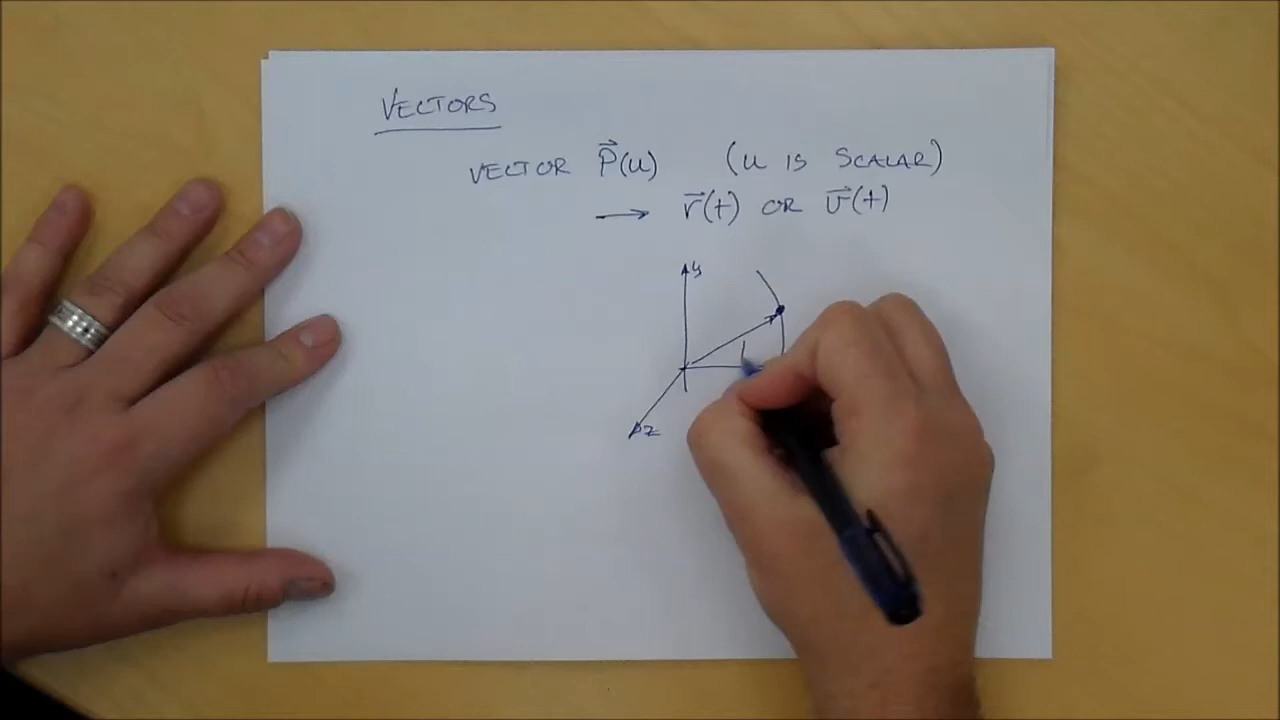 VECTORS
VECTOR P⃗(u) (u IS SCALAR)
→ r⃗(t) OR v⃗(t)
y
z